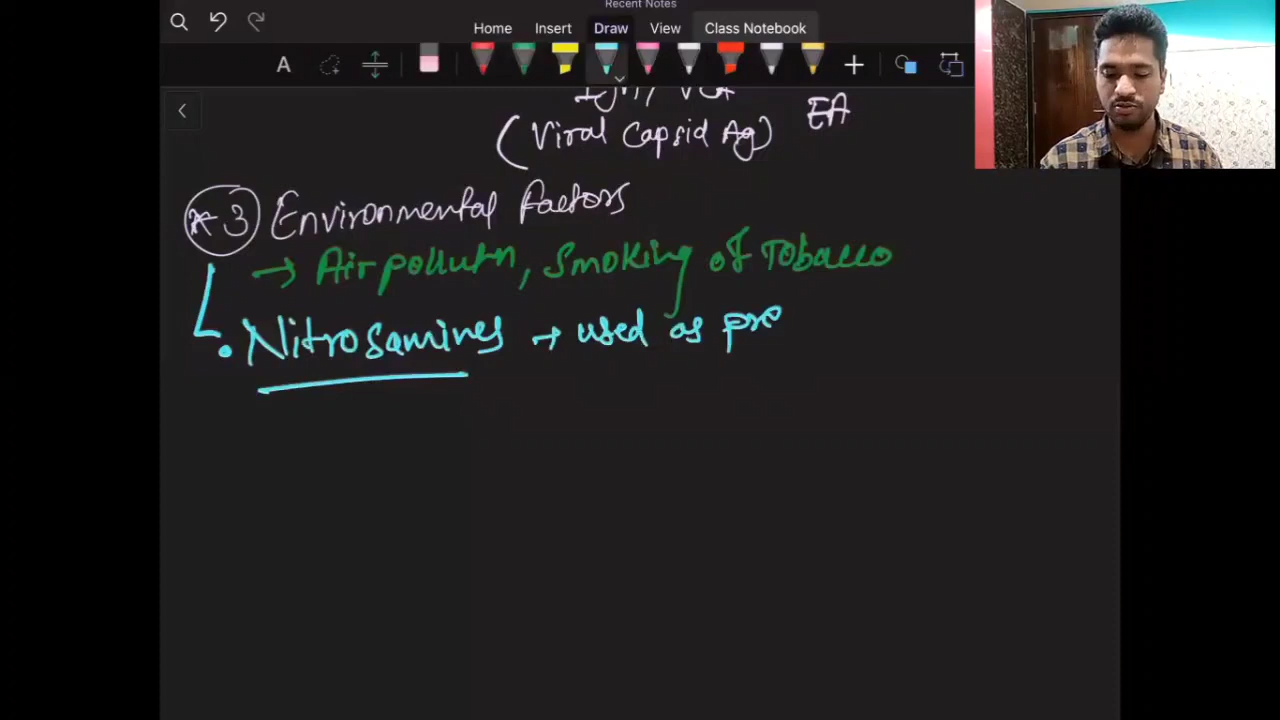 Recent Notes
Home Insert Draw View Class Notebook
A
EA
(Viral Capsid Ag)
* 3 Environmental Factors
→ Air pollutn, Smoking of Tobacco
• Nitrosamines → used as pre